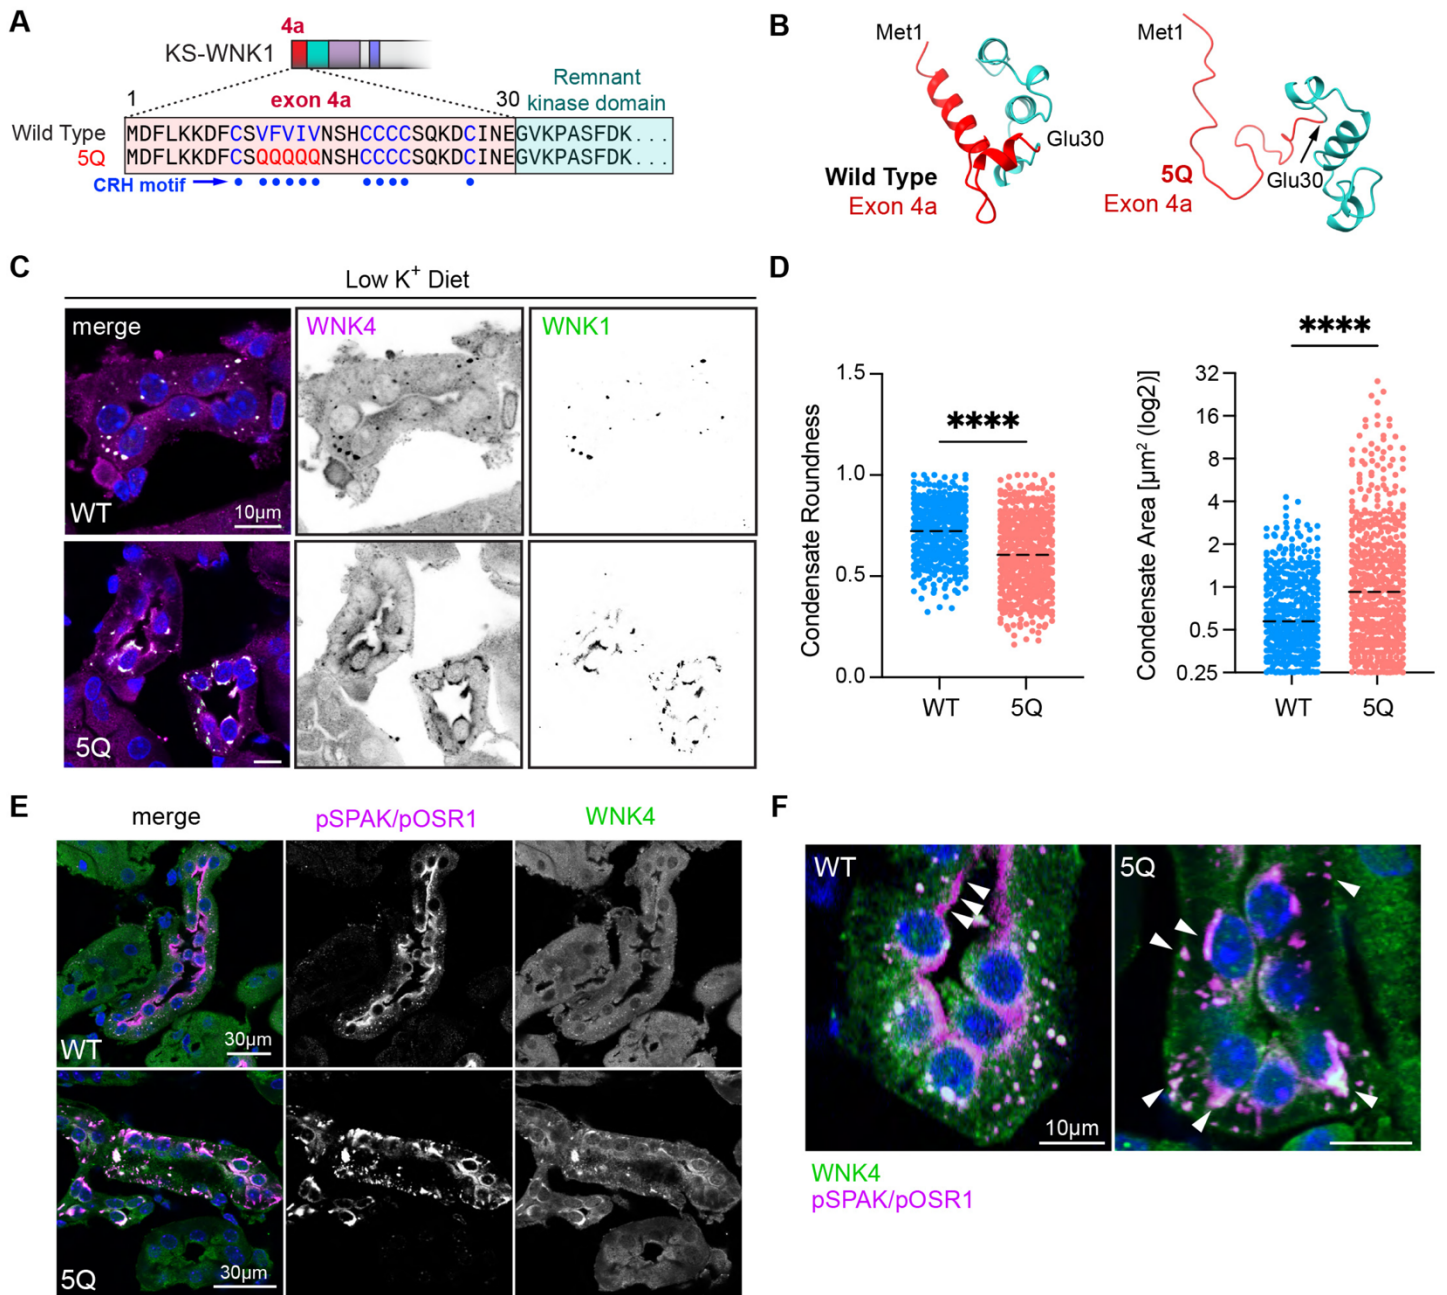 A
4a
KS-WNK1
1
exon 4a
30
Remnant
kinase domain
Wild Type
MDFLKKDFCSVFVIVNSHCCCCSQKDCINEGVKPASFDK...
5Q
MDFLKKDFCSQQQQQNSHCCCCSQKDCINEGVKPASFDK...
CRH motif
B
Met1
Glu30
Wild Type
Exon 4a
Met1
Glu30
5Q
Exon 4a
C
Low K+ Diet
merge
WNK4
WNK1
WT
10µm
5Q
D
Condensate Roundness
1.5
1.0
0.5
0.0
****
WT
5Q
Condensate Area [µm² (log2)]
32
16
8
4
2
1
0.5
0.25
****
WT
5Q
E
merge
pSPAK/pOSR1
WNK4
WT
30µm
5Q
30µm
F
WT
10µm
5Q
WNK4
pSPAK/pOSR1